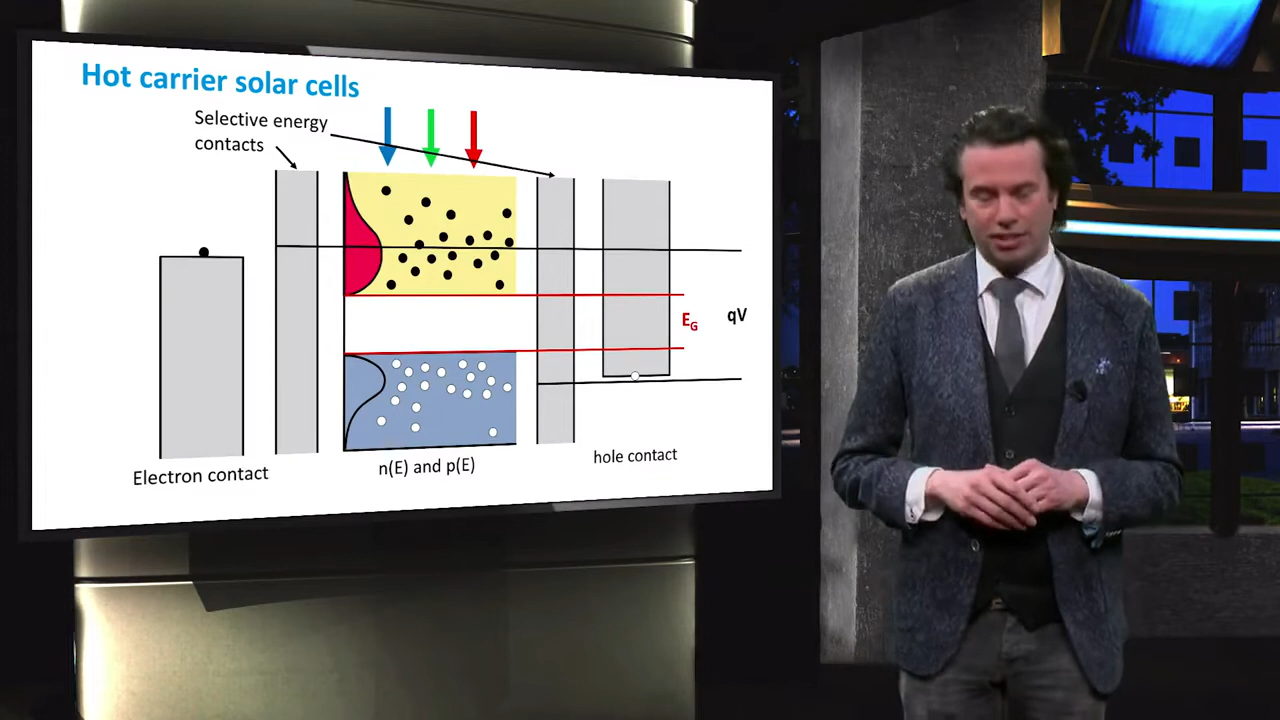 Hot carrier solar cells
Selective energy
contacts
E_G
qV
Electron contact
n(E) and p(E)
hole contact